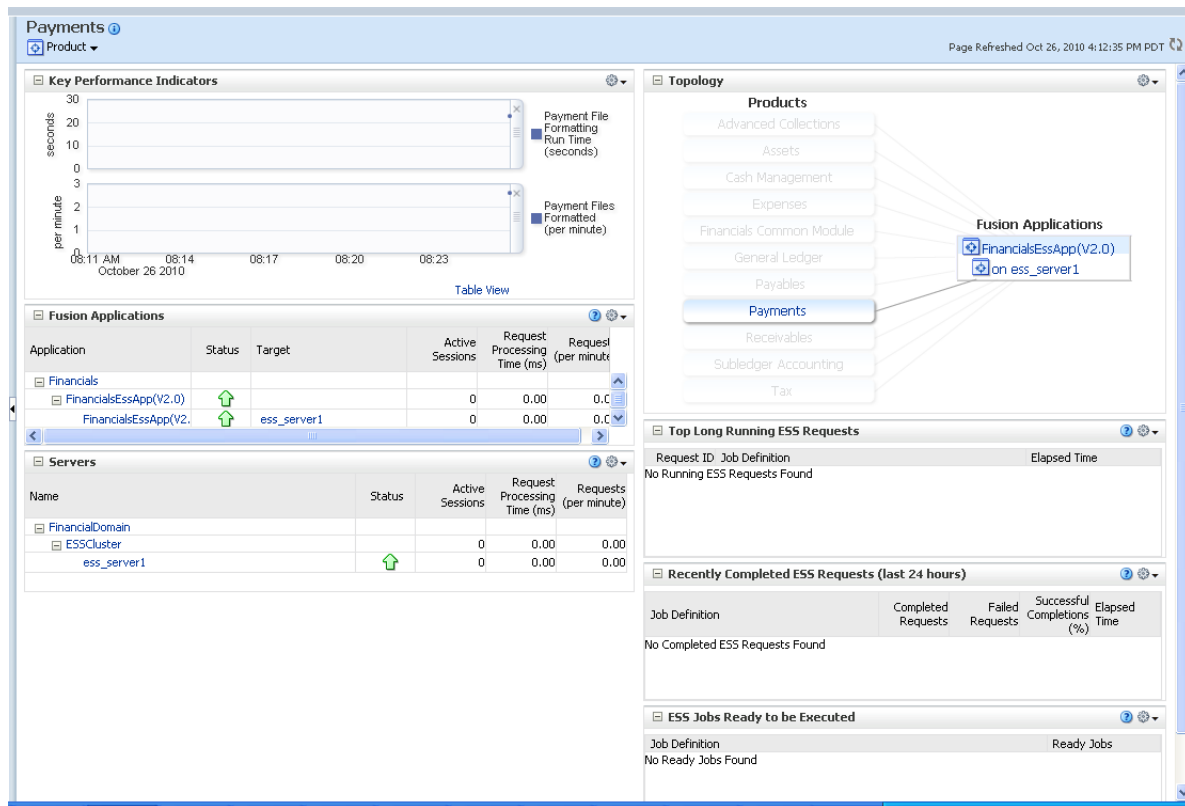 Payments
Product
Page Refreshed Oct 26, 2010 4:12:35 PM PDT
Key Performance Indicators
30
20
10
0
seconds
Payment File
Formatting
Run Time
(seconds)
3
2
1
0
per minute
Payment Files
Formatted
(per minute)
08:11 AM 08:14 08:17 08:20 08:23
October 26 2010
Table View
Fusion Applications
Application Status Target Active Sessions Request Processing Time (ms) Request (per minute
Financials
FinancialsEssApp(V2.0) 0 0.00 0.0
FinancialsEssApp(V2. ess_server1 0 0.00 0.0
Servers
Name Status Active Sessions Request Processing Time (ms) Requests (per minute)
FinancialDomain
ESSCluster 0 0.00 0.00
ess_server1 0 0.00 0.00
Topology
Products
Advanced Collections
Assets
Cash Management
Expenses
Financials Common Module
General Ledger
Payables
Payments
Receivables
Subledger Accounting
Tax
Fusion Applications
FinancialsEssApp(V2.0)
on ess_server1
Top Long Running ESS Requests
Request ID Job Definition Elapsed Time
No Running ESS Requests Found
Recently Completed ESS Requests (last 24 hours)
Job Definition Completed Requests Failed Requests Successful Completions (%) Elapsed Time
No Completed ESS Requests Found
ESS Jobs Ready to be Executed
Job Definition Ready Jobs
No Ready Jobs Found